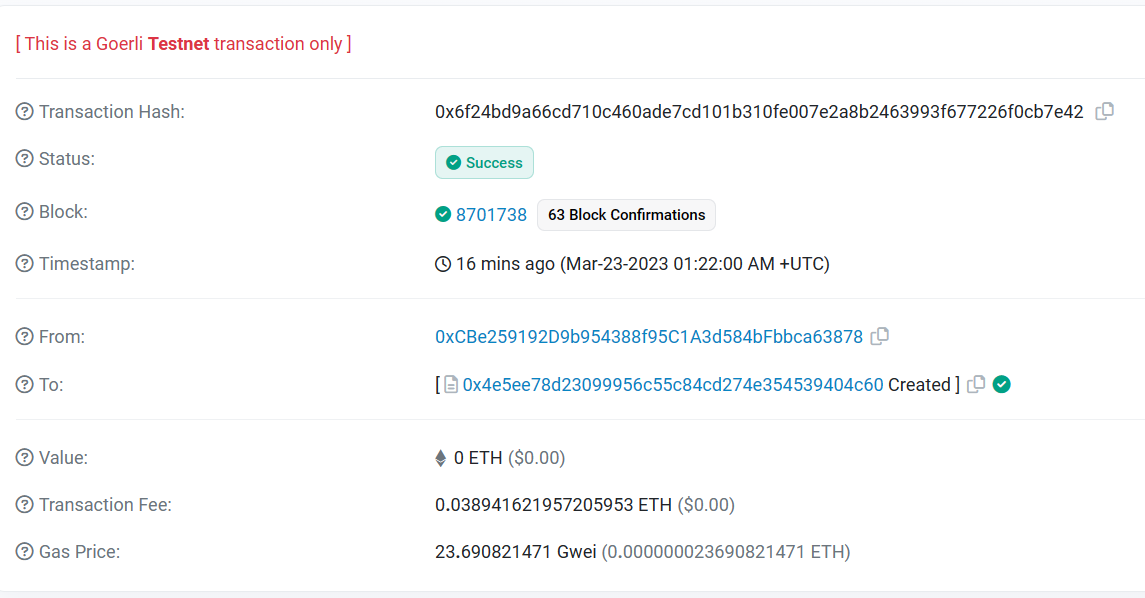 [ This is a Goerli Testnet transaction only ]
Transaction Hash: 0x6f24bd9a66cd710c460ade7cd101b310fe007e2a8b2463993f677226f0cb7e42
Status: Success
Block: 8701738 63 Block Confirmations
Timestamp: 16 mins ago (Mar-23-2023 01:22:00 AM +UTC)
From: 0xCBe259192D9b954388f95C1A3d584bFbbca63878
To: [ 0x4e5ee78d23099956c55c84cd274e354539404c60 Created ]
Value: 0 ETH ($0.00)
Transaction Fee: 0.038941621957205953 ETH ($0.00)
Gas Price: 23.690821471 Gwei (0.000000023690821471 ETH)